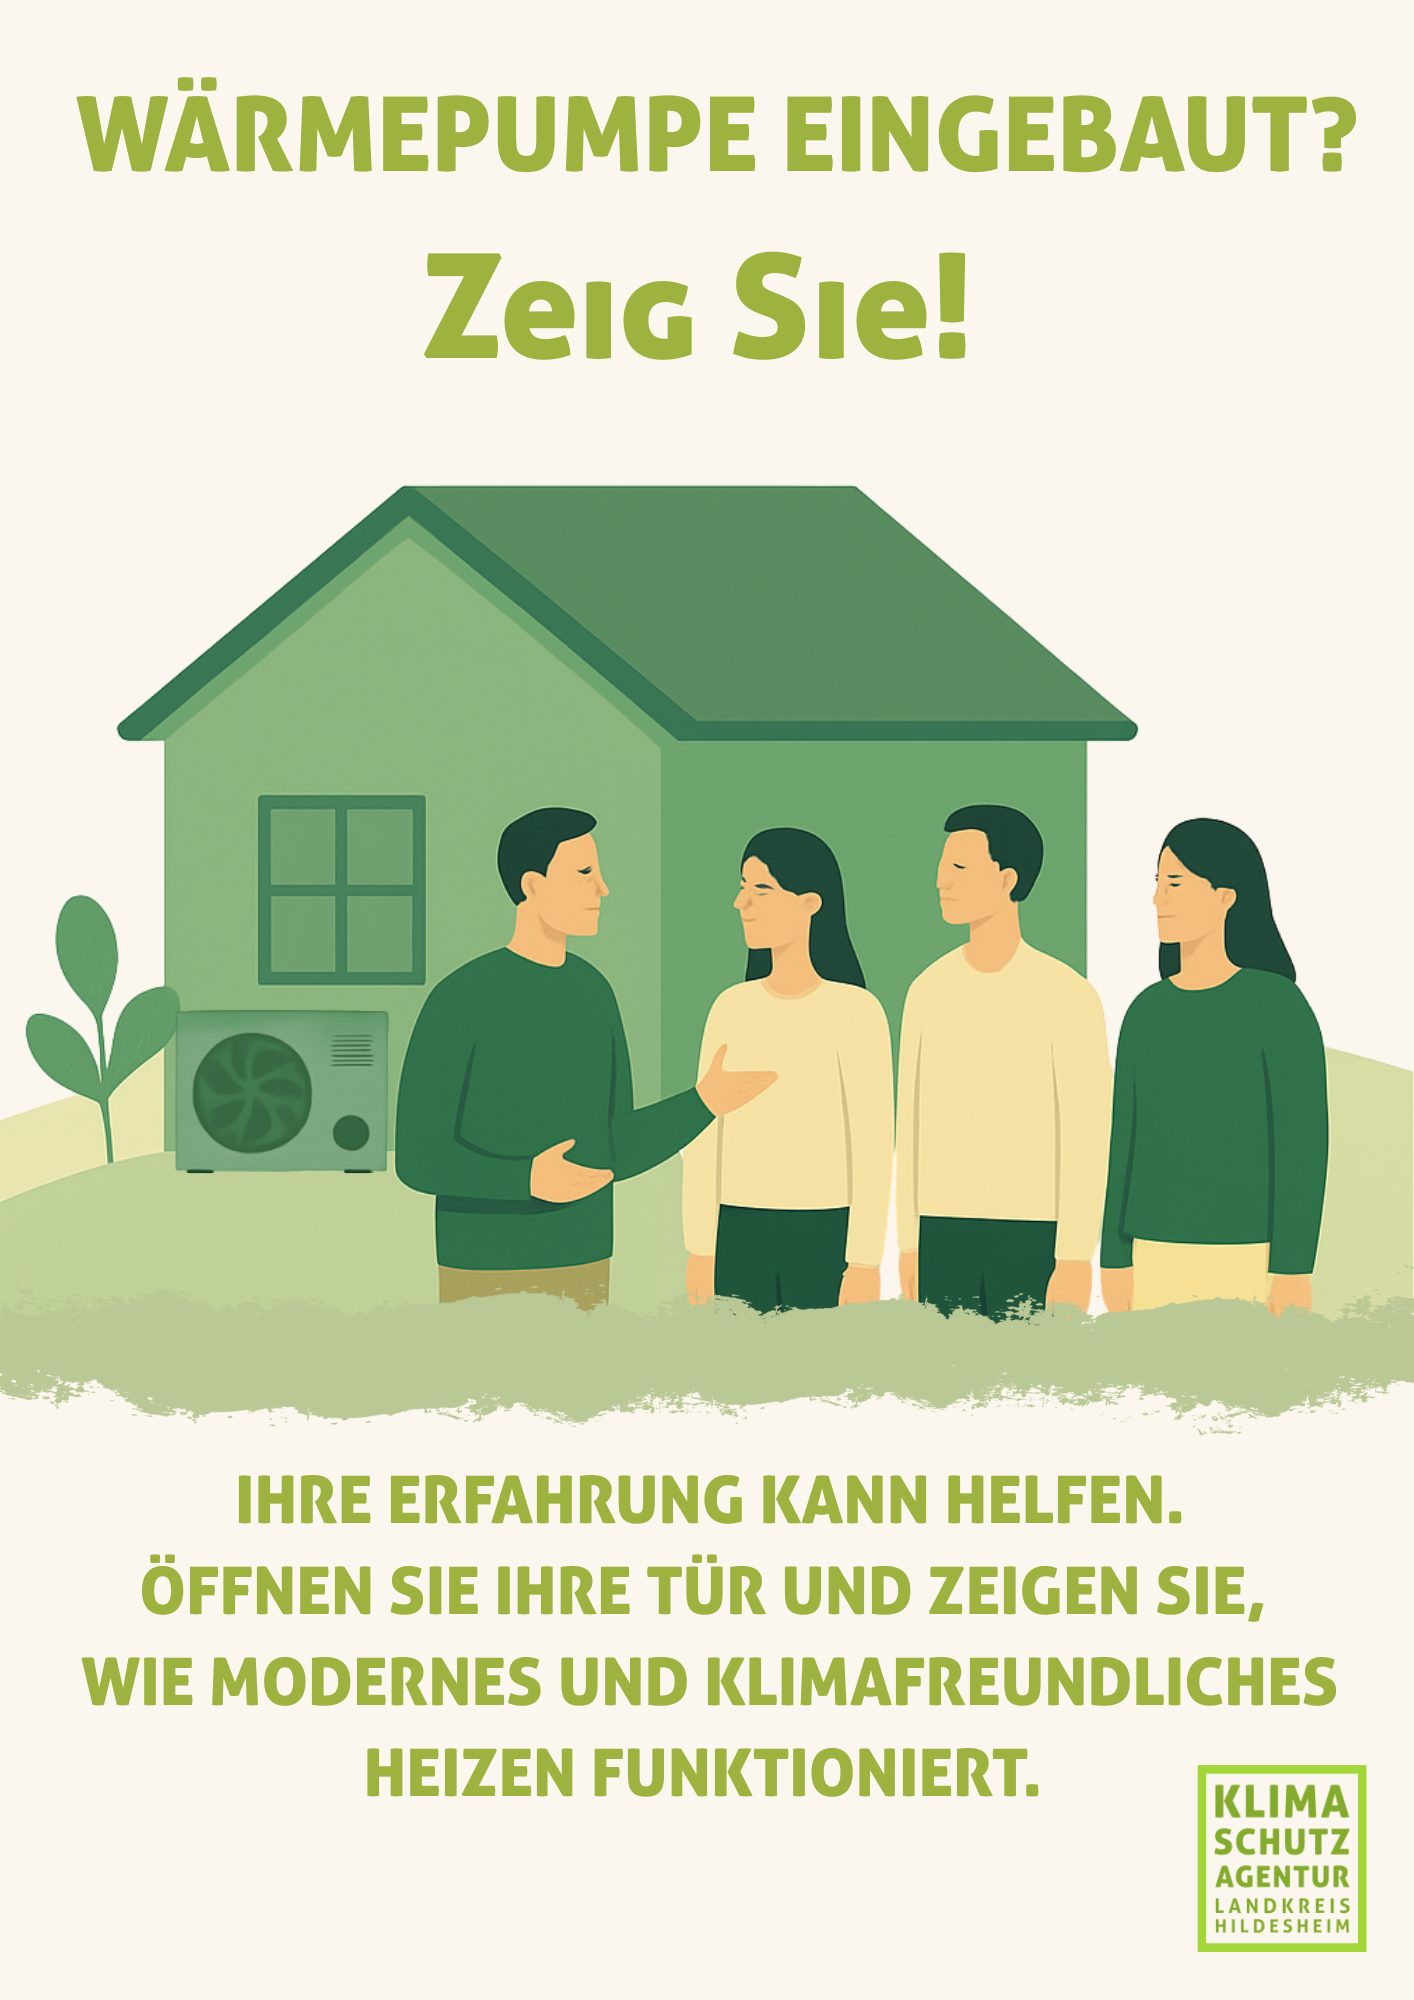 WÄRMEPUMPE EINGEBAUT?
Zeig Sie!
IHRE ERFAHRUNG KANN HELFEN.
ÖFFNEN SIE IHRE TÜR UND ZEIGEN SIE,
WIE MODERNES UND KLIMAFREUNDLICHES
HEIZEN FUNKTIONIERT.
KLIMA
SCHUTZ
AGENTUR
LANDKREIS
HILDESHEIM